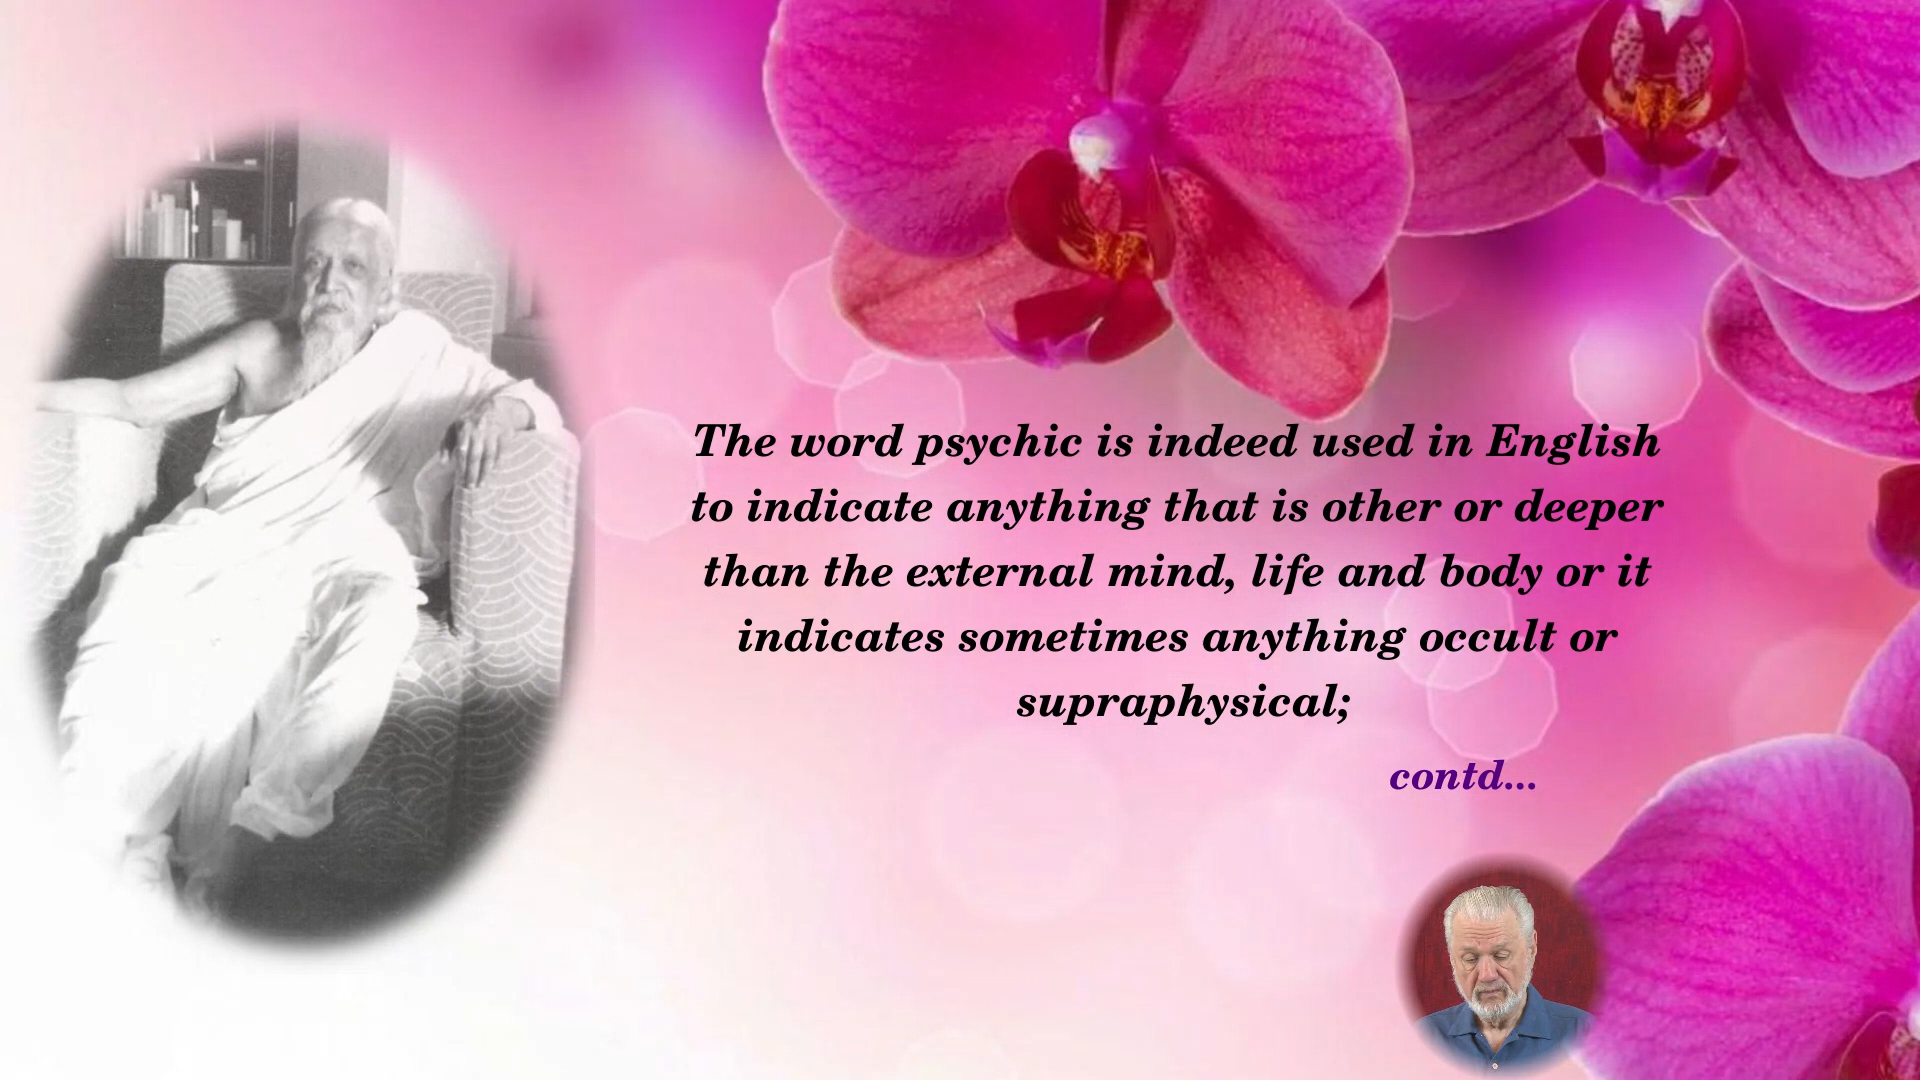 The word psychic is indeed used in English
to indicate anything that is other or deeper
than the external mind, life and body or it
indicates sometimes anything occult or
supraphysical;
contd...